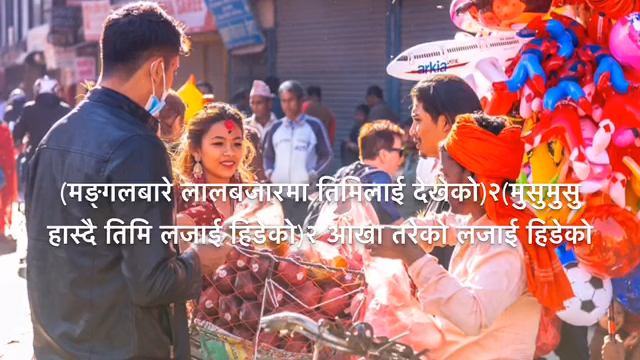 arkia
(मङ्गलबारे लालबजारमा तिमिलाई देखेको)२(मुसुमुसु
हास्दै तिमि लजाई हिडेको)२ आँखा तरेको लजाई हिडेको